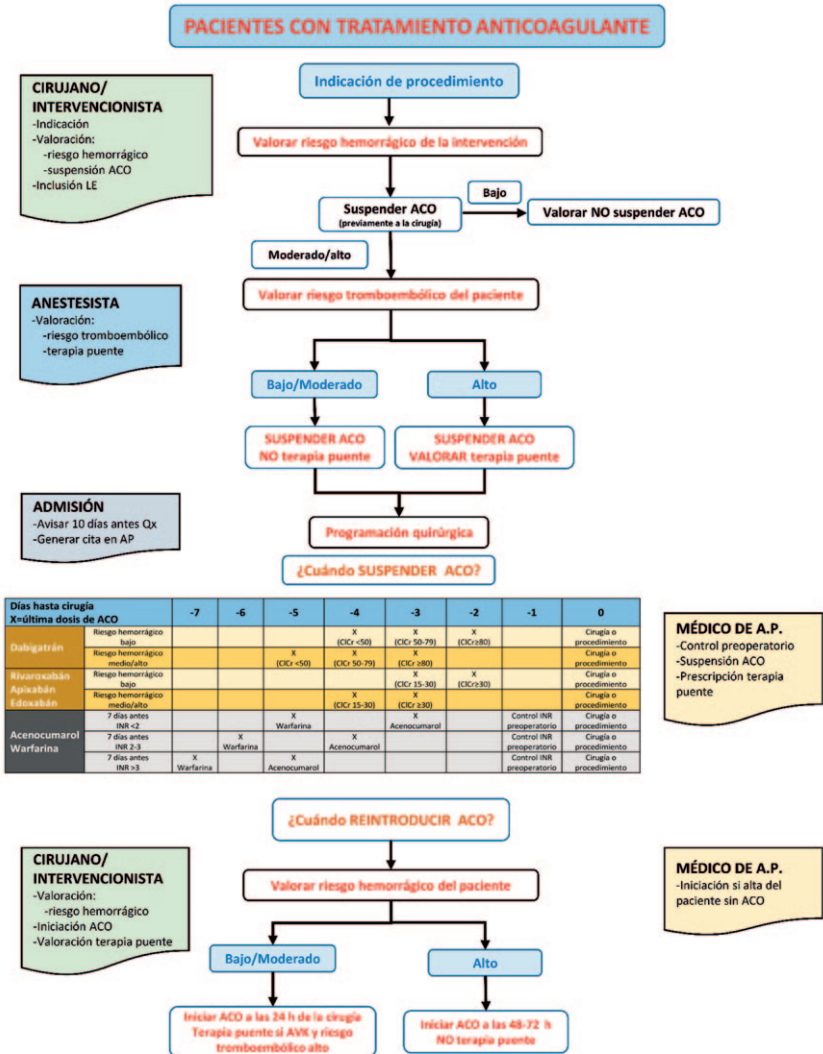 PACIENTES CON TRATAMIENTO ANTICOAGULANTE
CIRUJANO/
INTERVENCIONISTA
-Indicación
-Valoración:
-riesgo hemorrágico
-suspensión ACO
-Inclusión LE
Indicación de procedimiento
Valorar riesgo hemorrágico de la intervención
Suspender ACO
(previamente a la cirugía)
Bajo
Valorar NO suspender ACO
Moderado/alto
ANESTESISTA
-Valoración:
-riesgo tromboembólico
-terapia puente
Valorar riesgo tromboembólico del paciente
Bajo/Moderado
Alto
SUSPENDER ACO
NO terapia puente
SUSPENDER ACO
VALORAR terapia puente
ADMISIÓN
-Avisar 10 días antes Qx
-Generar cita en AP
Programación quirúrgica
¿Cuándo SUSPENDER ACO?
Días hasta cirugía
X=última dosis de ACO
-7 -6 -5 -4 -3 -2 -1 0
Dabigatrán
Riesgo hemorrágico
bajo
X X X Cirugía o
(ClCr <50) (ClCr 50-79) (ClCr≥80) procedimiento
Riesgo hemorrágico
medio/alto
X X X Cirugía o
(ClCr <50) (ClCr 50-79) (ClCr ≥80) procedimiento
Rivaroxabán
Apixabán
Edoxabán
Riesgo hemorrágico
bajo
X X Cirugía o
(ClCr 15-30) (ClCr≥30) procedimiento
Riesgo hemorrágico
medio/alto
X X Cirugía o
(ClCr 15-30) (ClCr ≥30) procedimiento
Acenocumarol
Warfarina
7 días antes
INR <2
X X Control INR Cirugía o
Warfarina Acenocumarol preoperatorio procedimiento
7 días antes
INR 2-3
X X Control INR Cirugía o
Warfarina Acenocumarol preoperatorio procedimiento
7 días antes
INR >3
X X Control INR Cirugía o
Warfarina Acenocumarol preoperatorio procedimiento
MÉDICO DE A.P.
-Control preoperatorio
-Suspensión ACO
-Prescripción terapia
puente
¿Cuándo REINTRODUCIR ACO?
CIRUJANO/
INTERVENCIONISTA
-Valoración:
-riesgo hemorrágico
-Iniciación ACO
-Valoración terapia puente
Valorar riesgo hemorrágico del paciente
MÉDICO DE A.P.
-Iniciación si alta del
paciente sin ACO
Bajo/Moderado
Alto
Iniciar ACO a las 24 h de la cirugía
Terapia puente si AVK y riesgo
tromboembólico alto
Iniciar ACO a las 48-72 h
NO terapia puente